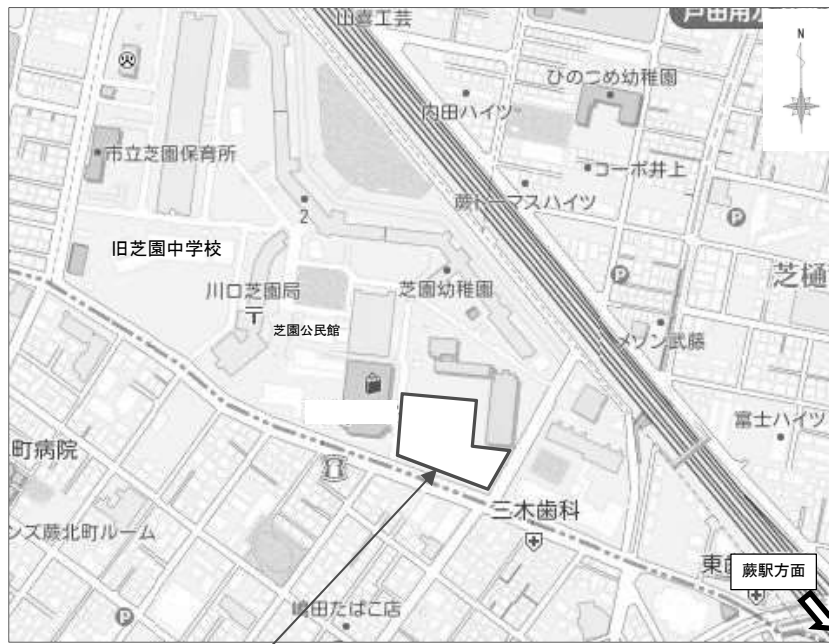 山喜工芸
戸田用水
N
ひのつめ幼稚園
内田ハイツ
市立芝園保育所
コーポ井上
蕨トーマスハイツ
P
2
旧芝園中学校
川口芝園局
芝園幼稚園
P
芝樋
芝園公民館
メゾン武藤
富士ハイツ
町病院
三木歯科
ンズ蕨北町ルーム
蕨駅方面
P
嶋田たばこ店